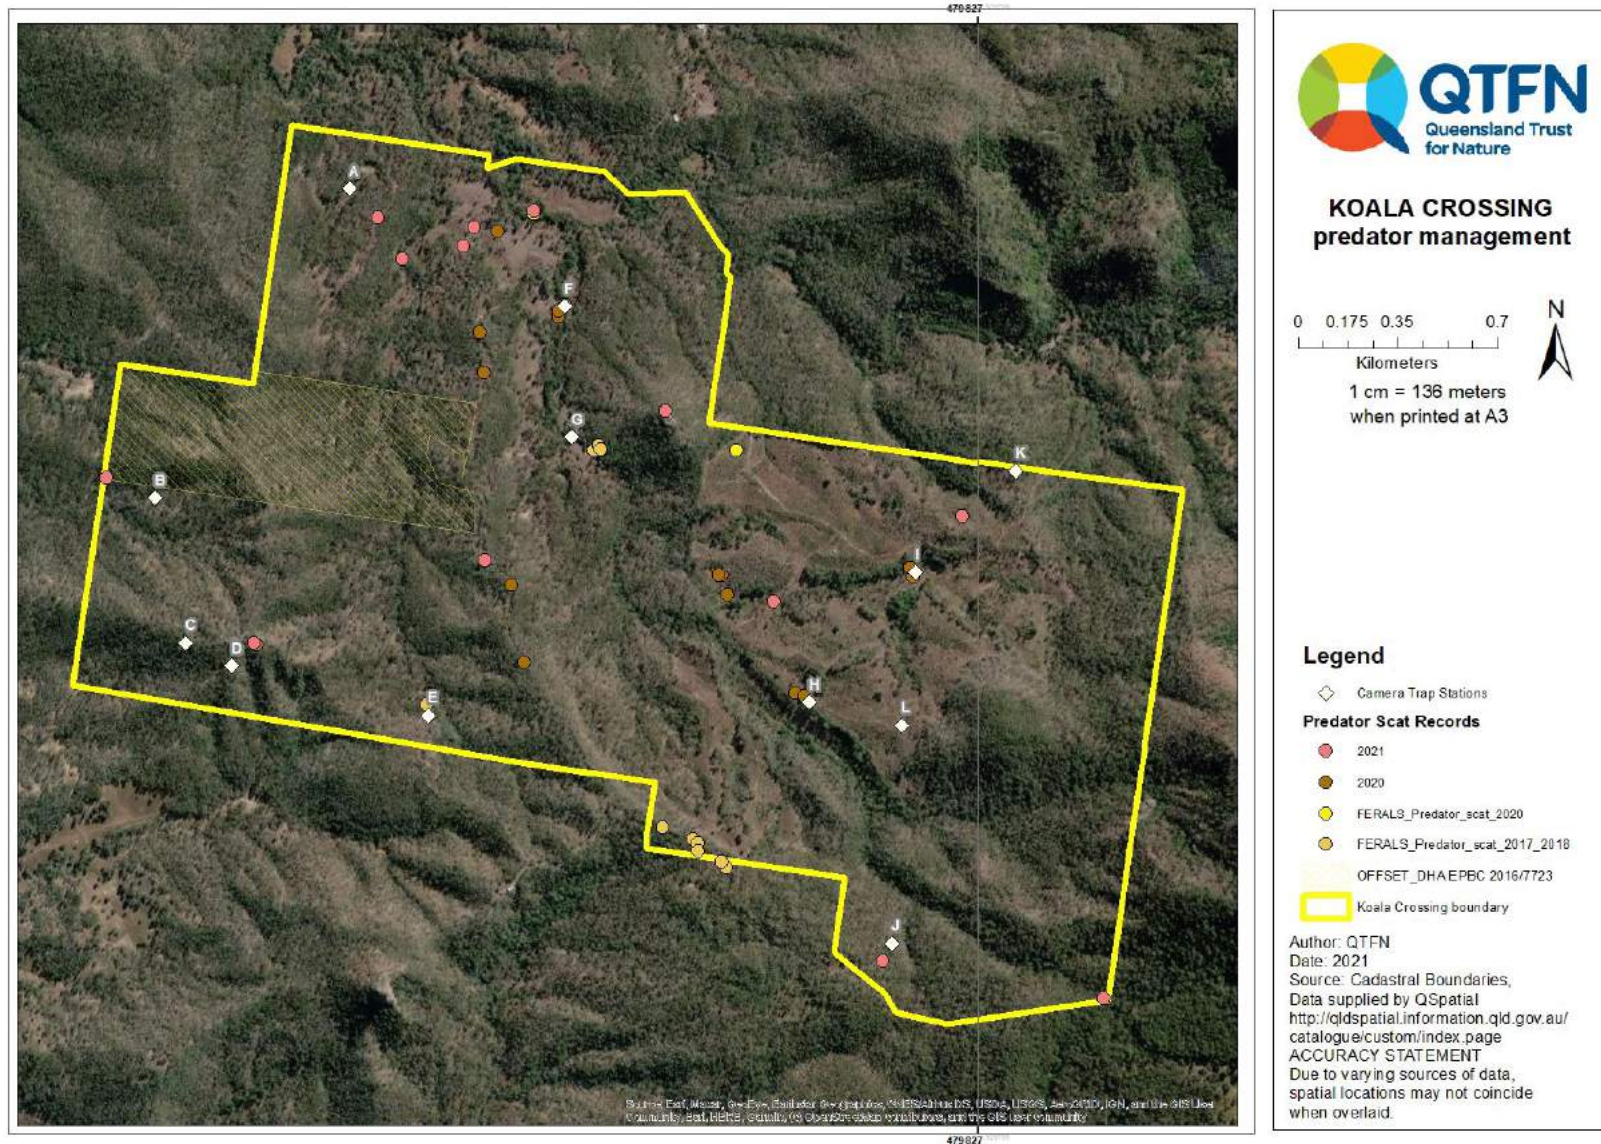 479827
A
F
G
K
B
I
C
D
E
H
L
J
479827
QTFN
Queensland Trust
for Nature
KOALA CROSSING
predator management
N
0 0.175 0.35 0.7
Kilometers
1 cm = 136 meters
when printed at A3
Legend
Camera Trap Stations
Predator Scat Records
2021
2020
FERALS_Predator_scat_2020
FERALS_Predator_scat_2017_2018
OFFSET_DHA EPBC 2016/7723
Koala Crossing boundary
Author: QTFN
Date: 2021
Source: Cadastral Boundaries,
Data supplied by QSpatial
http://qldspatial.information.qld.gov.au/
catalogue/custom/index.page
ACCURACY STATEMENT
Due to varying sources of data,
spatial locations may not coincide
when overlaid.